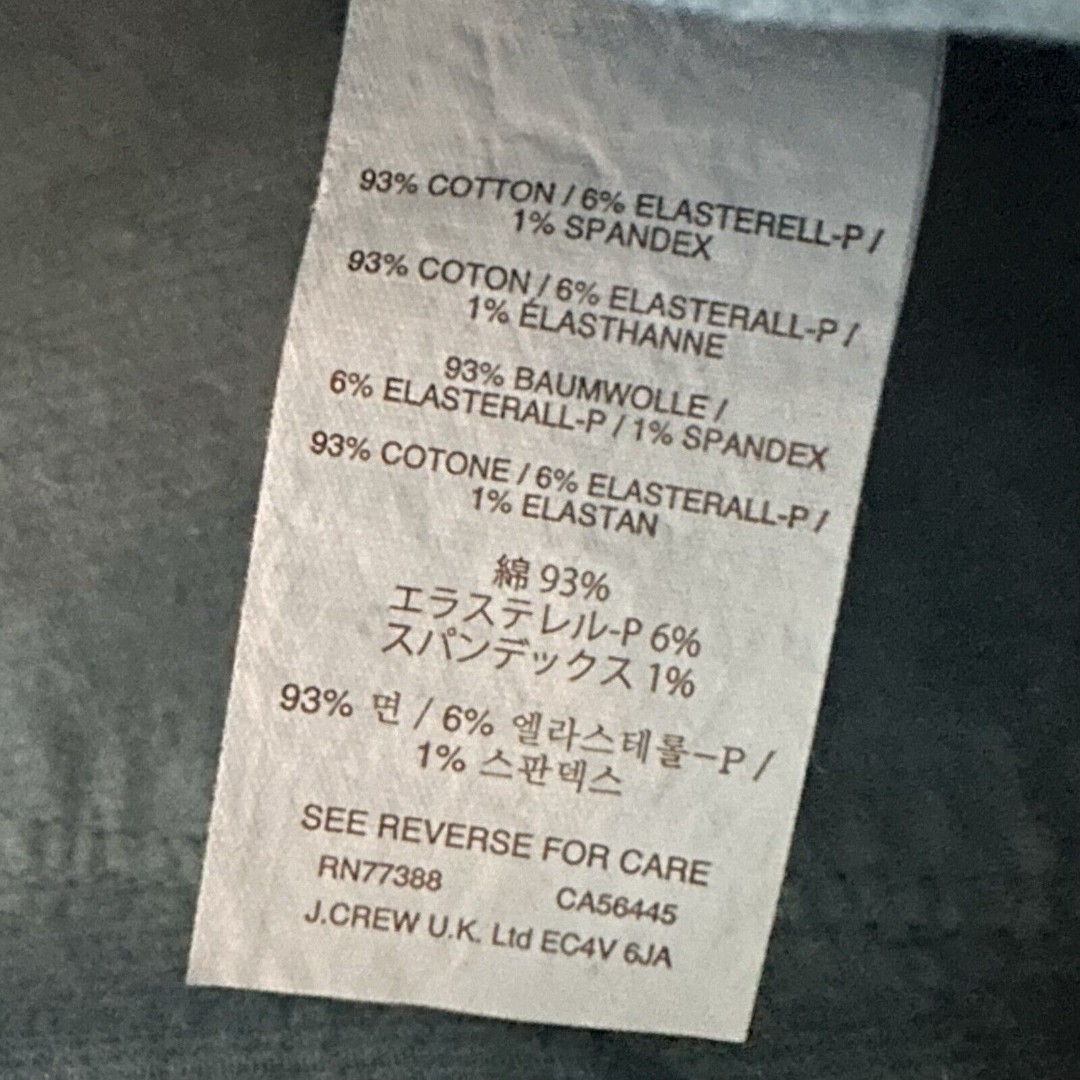 93% COTTON / 6% ELASTERELL-P /
1% SPANDEX
93% COTON / 6% ELASTERALL-P /
1% ÉLASTHANNE
93% BAUMWOLLE /
6% ELASTERALL-P / 1% SPANDEX
93% COTONE / 6% ELASTERALL-P /
1% ELASTAN
綿 93%
エラステレル-P 6%
スパンデックス 1%
93% 면 / 6% 엘라스테롤-P /
1% 스판덱스
SEE REVERSE FOR CARE
RN77388 CA56445
J.CREW U.K. Ltd EC4V 6JA